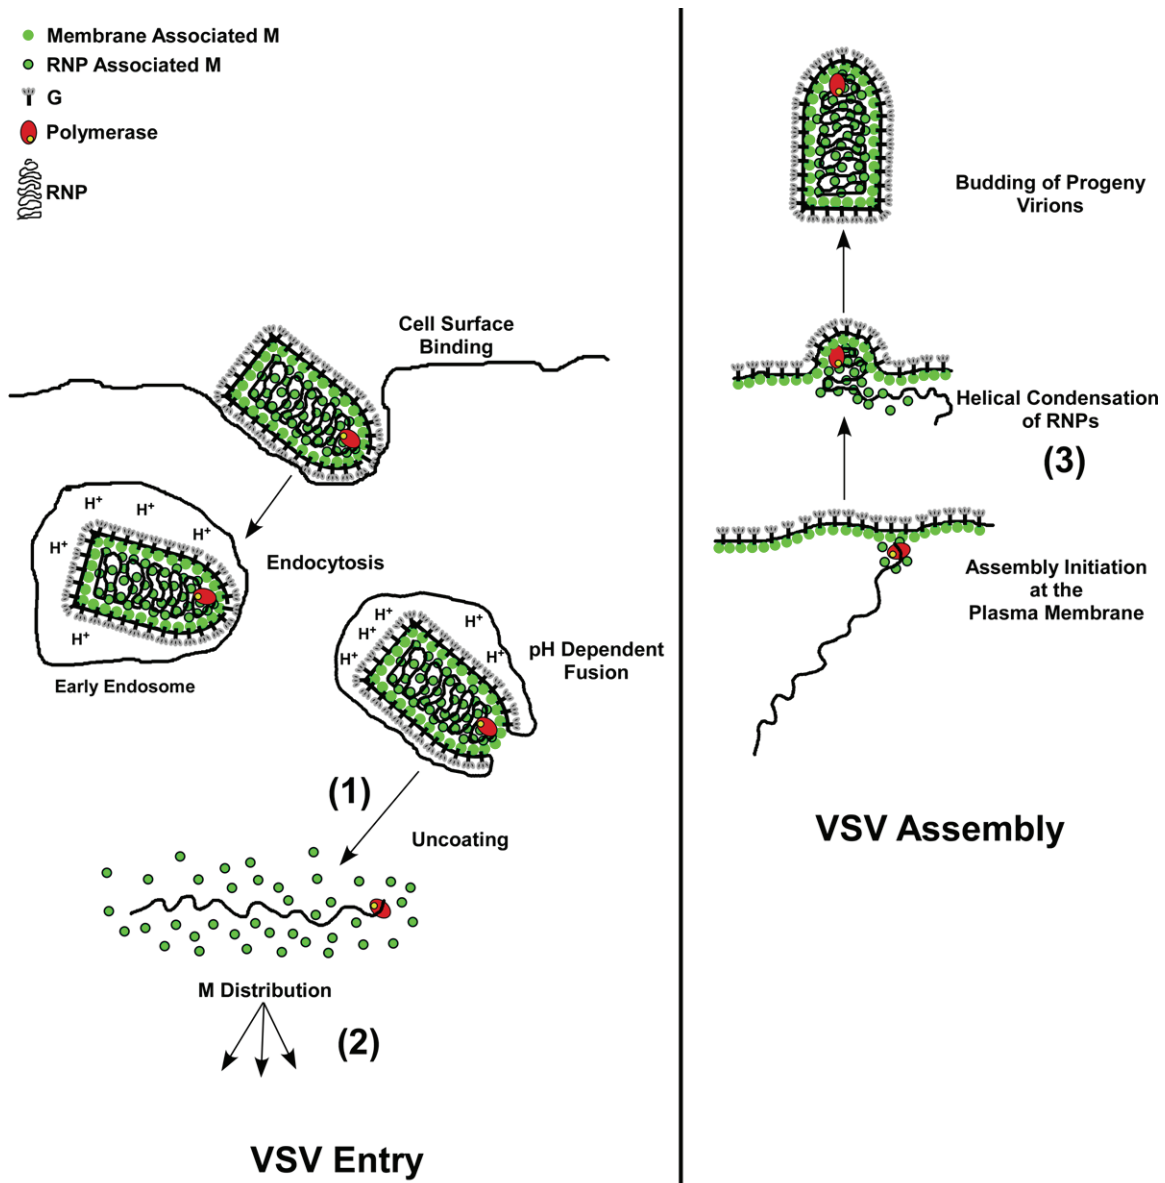 Membrane Associated M
RNP Associated M
G
Polymerase
RNP
Cell Surface
Binding
H+
H+
H+
H+
H+
Endocytosis
Early Endosome
H+
H+
H+
H+
H+
pH Dependent
Fusion
(1)
Uncoating
M Distribution
(2)
VSV Entry
Budding of Progeny
Virions
Helical Condensation
of RNPs
(3)
Assembly Initiation
at the
Plasma Membrane
VSV Assembly